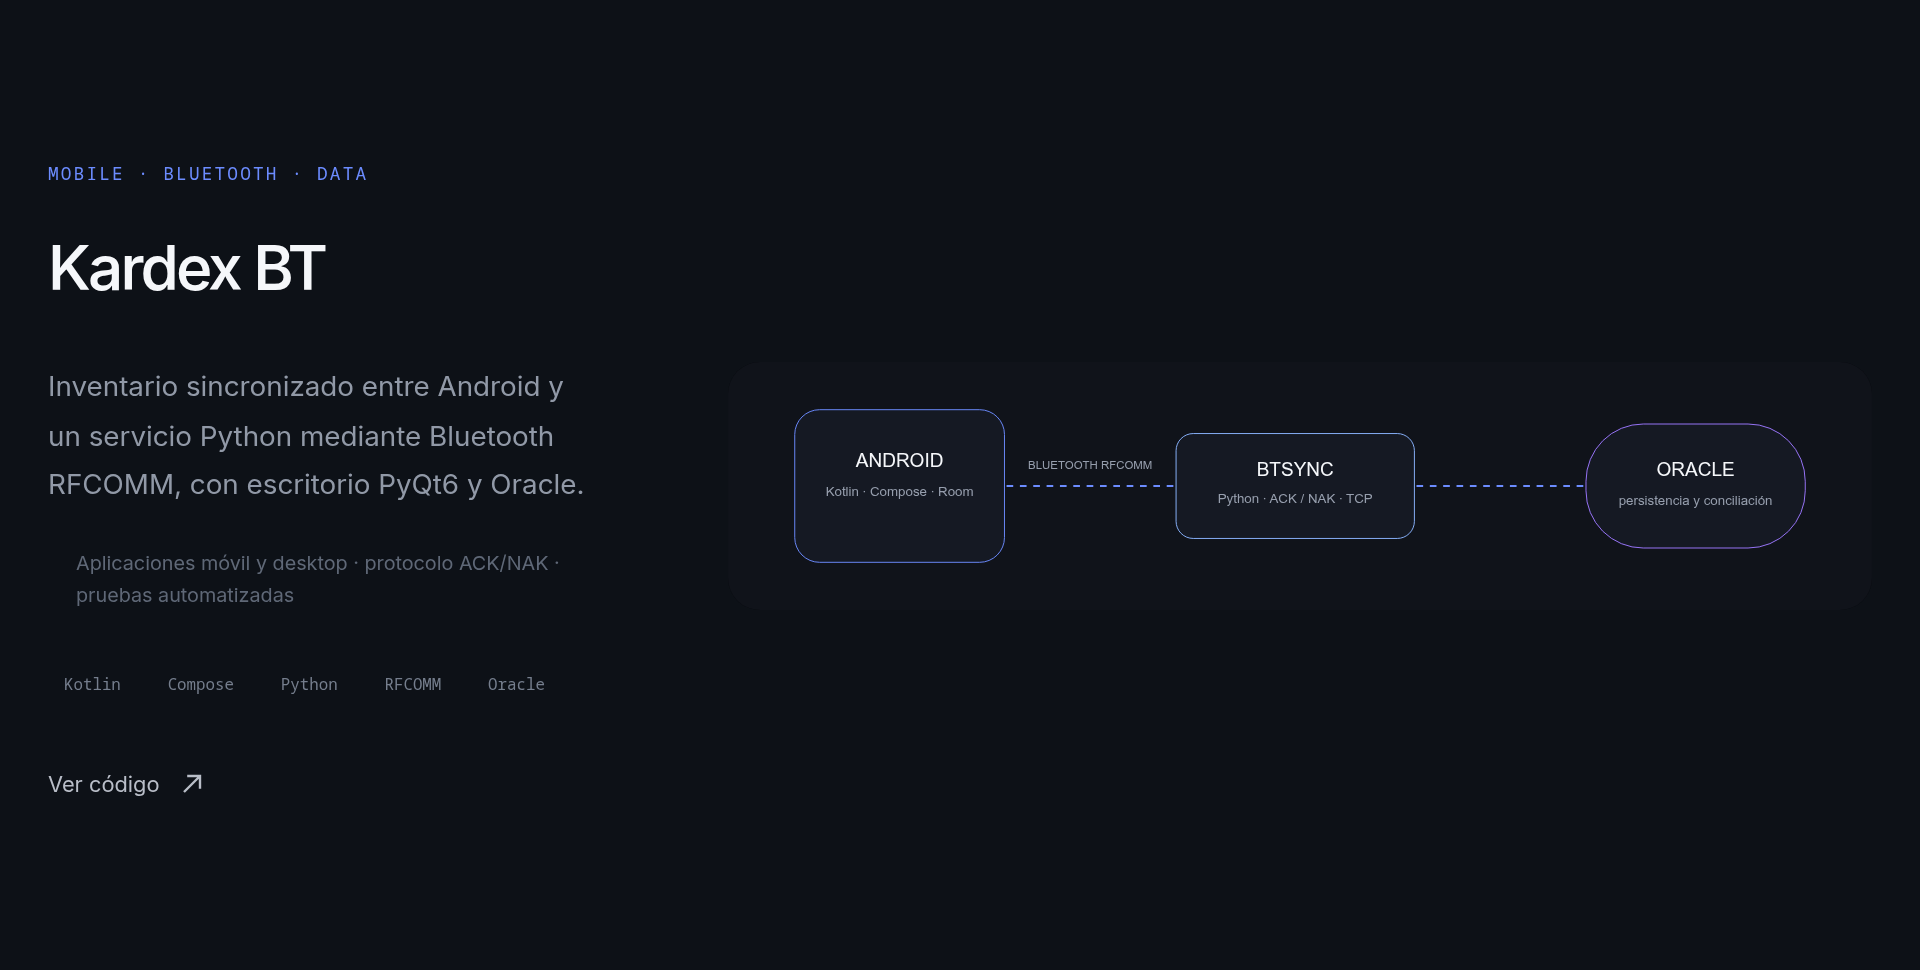 MOBILE · BLUETOOTH · DATA
Kardex BT
Inventario sincronizado entre Android y
un servicio Python mediante Bluetooth
RFCOMM, con escritorio PyQt6 y Oracle.
Aplicaciones móvil y desktop · protocolo ACK/NAK ·
pruebas automatizadas
Kotlin Compose Python RFCOMM Oracle
Ver código
ANDROID
Kotlin · Compose · Room
BLUETOOTH RFCOMM
BTSYNC
Python · ACK / NAK · TCP
ORACLE
persistencia y conciliación